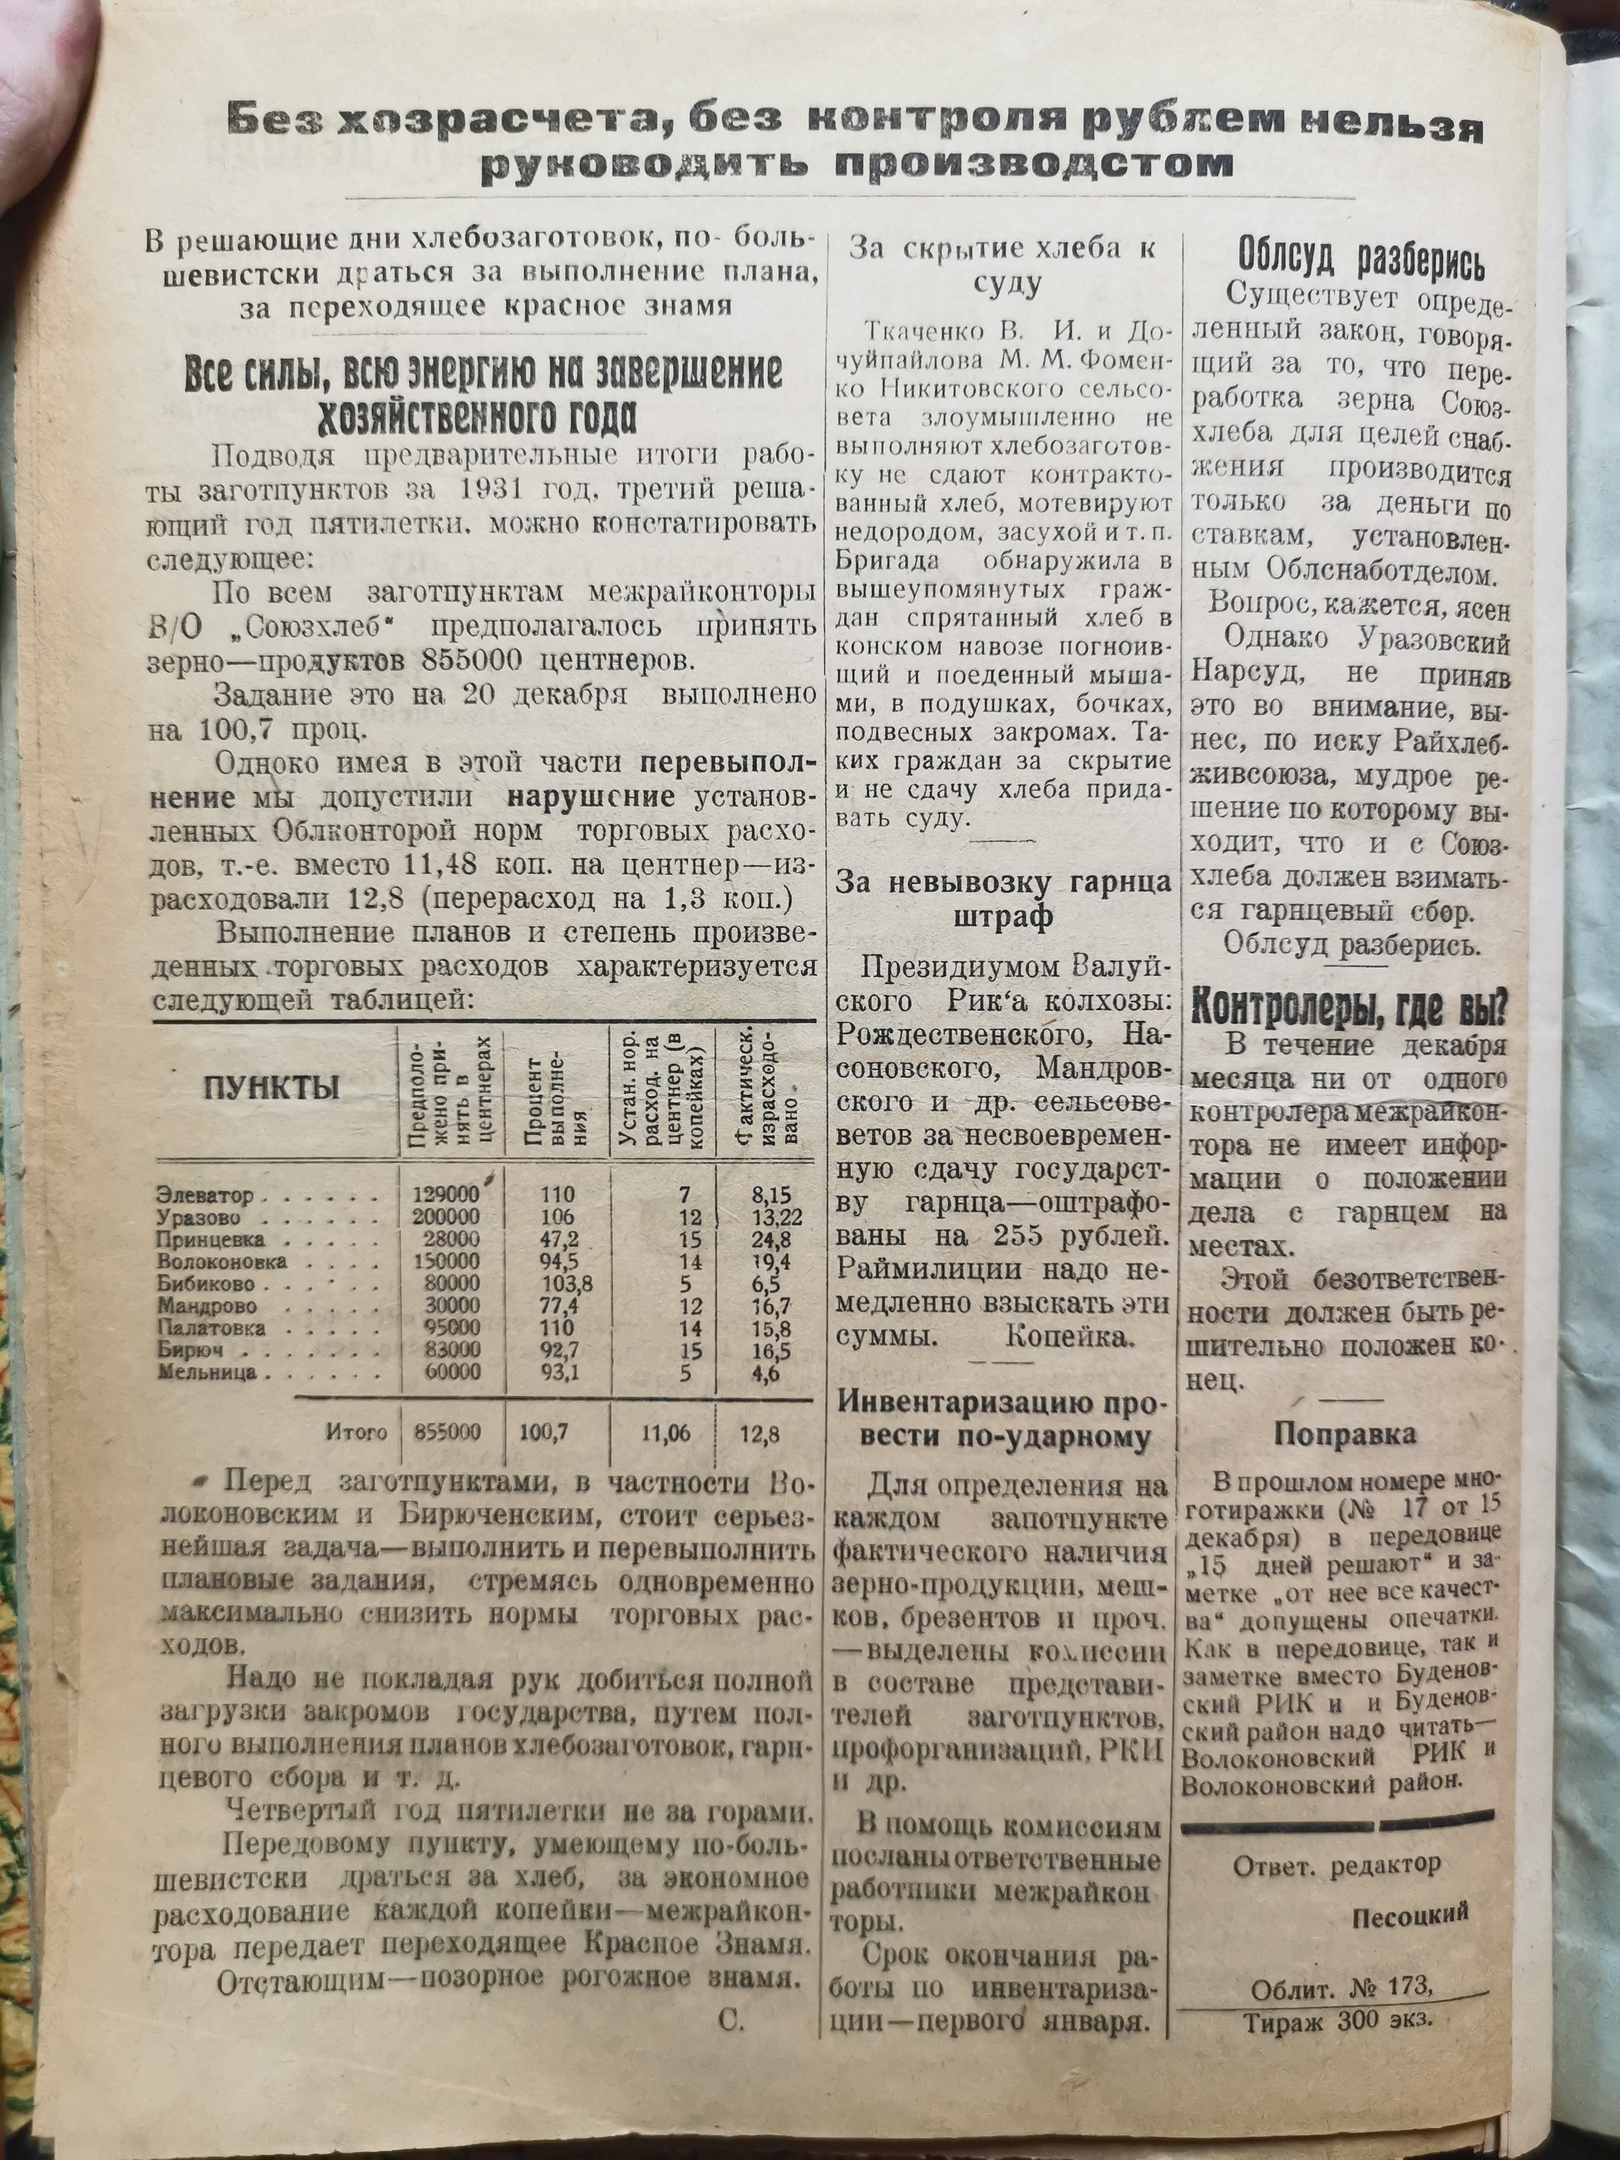 Без хозрасчета, без контроля рублем нельзя
руководить производстом
В решающие дни хлебозаготовок, по- боль-
шевистски драться за выполнение плана,
за переходящее красное знамя
Все силы, всю энергию на завершение
хозяйственного года
Подводя предварительные итоги рабо-
ты заготпунктов за 1931 год, третий реша-
ющий год пятилетки, можно констатировать
следующее:
По всем заготпунктам межрайконторы
В/О „Союзхлеб“ предполагалось принять
зерно—продуктов 855000 центнеров.
Задание это на 20 декабря выполнено
на 100,7 проц.
Одноко имея в этой части перевыпол-
нение мы допустили нарушение установ-
ленных Облконторой норм торговых расхо-
дов, т.-е. вместо 11,48 коп. на центнер—из-
расходовали 12,8 (перерасход на 1,3 коп.)
Выполнение планов и степень произве-
денных торговых расходов характеризуется
следующей таблицей:
ПУНКТЫ | Предполо-жено при-нять в центнерах | Процент выполне-ния | Устан. нор. расход. на центнер (в копейках) | Фактическ. израсходо-вано
Элеватор . . . . . . 129000 110 7 8,15
Уразово . . . . . . 200000 106 12 13,22
Принцевка . . . . . 28000 47,2 15 24,8
Волоконовка . . . . 150000 94,5 14 19,4
Бибиково . . . . . . 80000 103,8 5 6,5
Мандрово . . . . . 30000 77,4 12 16,7
Палатовка . . . . . 95000 110 14 15,8
Бирюч . . . . . . . 83000 92,7 15 16,5
Мельница . . . . . . 60000 93,1 5 4,6
Итого 855000 100,7 11,06 12,8
Перед заготпунктами, в частности Во-
локоновским и Бирюченским, стоит серьез-
нейшая задача—выполнить и перевыполнить
плановые задания, стремясь одновременно
максимально снизить нормы торговых рас-
ходов.
Надо не покладая рук добиться полной
загрузки закромов государства, путем пол-
ного выполнения планов хлебозаготовок, гарн-
цевого сбора и т. д.
Четвертый год пятилетки не за горами.
Передовому пункту, умеющему по-боль-
шевистски драться за хлеб, за экономное
расходование каждой копейки—межрайкон-
тора передает переходящее Красное Знамя.
Отстающим—позорное рогожное знамя.
С.
За скрытие хлеба к
суду
Ткаченко В. И. и До-
чуйпайлова М. М. Фомен-
ко Никитовского сельсо-
вета злоумышленно не
выполняют хлебозаготов-
ку не сдают контракто-
ванный хлеб, мотевируют
недородом, засухой и т. п.
Бригада обнаружила в
вышеупомянутых граж-
дан спрятанный хлеб в
конском навозе погноив-
щий и поеденный мыша-
ми, в подушках, бочках,
подвесных закромах. Та-
ких граждан за скрытие
и не сдачу хлеба прида-
вать суду.
За невывозку гарнца
штраф
Президиумом Валуй-
ского Рик‘а колхозы:
Рождественского, На-
соновского, Мандров-
ского и др. сельсове-
ветов за несвоевремен-
ную сдачу государст-
ву гарнца—оштрафо-
ваны на 255 рублей.
Раймилиции надо не-
медленно взыскать эти
суммы. Копейка.
Инвентаризацию про-
вести по-ударному
Для определения на
каждом запотпункте
фактического наличия
зерно-продукции, меш-
ков, брезентов и проч.
—выделены комиссии
в составе представи-
телей заготпунктов,
профорганизаций, РКИ
и др.
В помощь комиссиям
посланы ответственные
работники межрайкон
торы.
Срок окончания ра-
боты по инвентариза-
ции—первого января.
Облсуд разберись
Существует опреде-
ленный закон, говоря-
щий за то, что пере-
работка зерна Союз-
хлеба для целей снаб-
жения производится
только за деньги по
ставкам, установлен-
ным Облснаботделом.
Вопрос, кажется, ясен
Однако Уразовский
Нарсуд, не приняв
это во внимание, вы-
нес, по иску Райхлеб-
живсоюза, мудрое ре-
шение по которому вы-
ходит, что и с Союз-
хлеба должен взимать-
ся гарнцевый сбор.
Облсуд разберись.
Контролеры, где вы?
В течение декабря
месяца ни от одного
контролера межрайкон-
тора не имеет инфор-
мации о положении
дела с гарнцем на
местах.
Этой безответствен-
ности должен быть ре-
шительно положен ко-
нец.
Поправка
В прошлом номере мно-
готиражки (№ 17 от 15
декабря) в передовице
„15 дней решают“ и за-
метке „от нее все качест-
ва“ допущены опечатки.
Как в передовице, так и
заметке вместо Буденов-
ский РИК и и Буденов-
ский район надо читать—
Волоконовский РИК и
Волоконовский район.
Ответ. редактор
Песоцкий
Облит. № 173,
Тираж 300 экз.